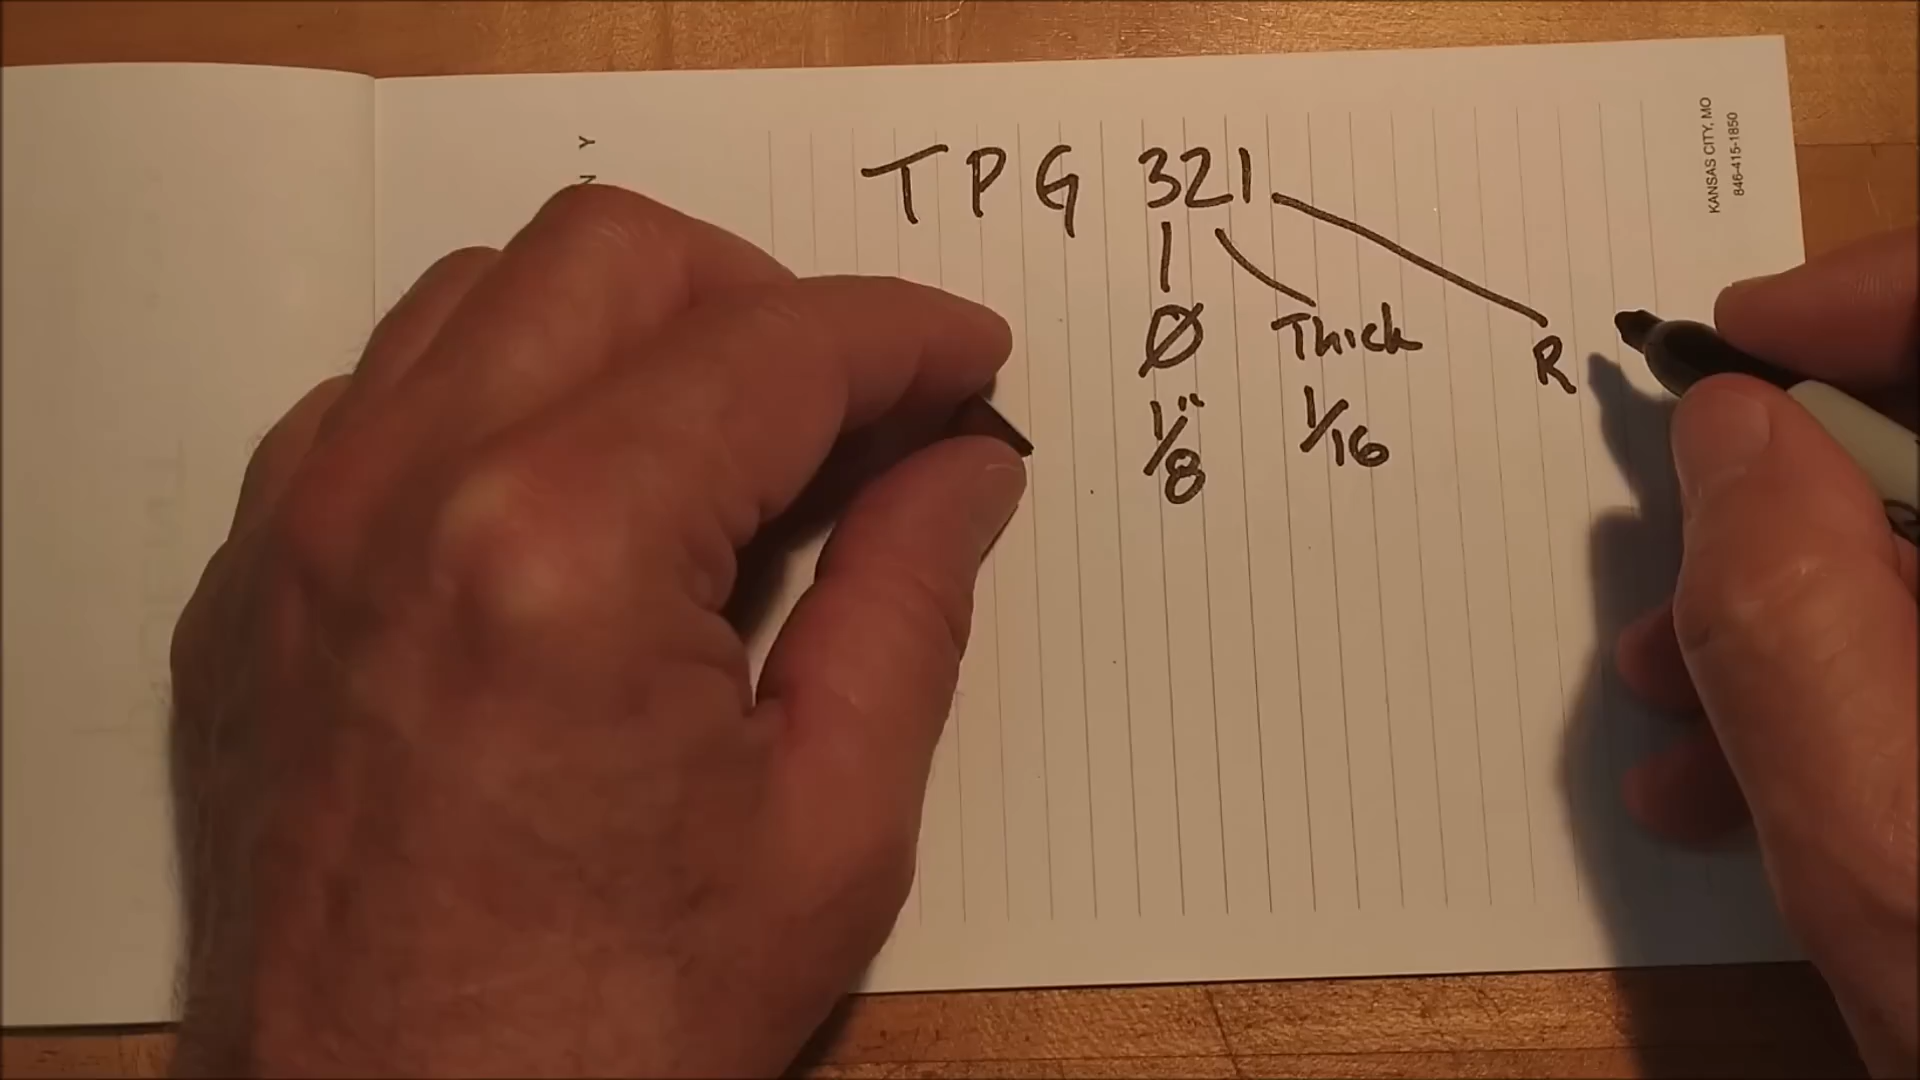 TPG 321
Ø Thick R
1/8" 1/16
N Y
KANSAS CITY, MO
846-415-1850